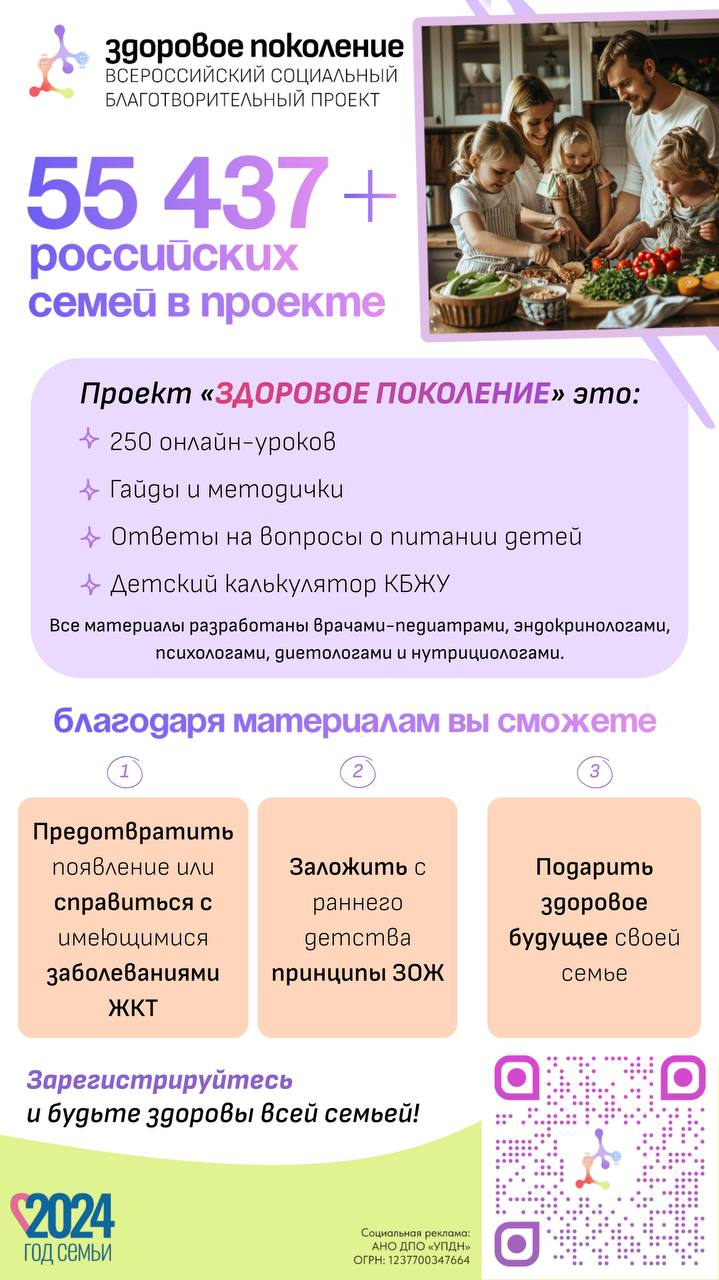 здоровое поколение
ВСЕРОССИЙСКИЙ СОЦИАЛЬНЫЙ
БЛАГОТВОРИТЕЛЬНЫЙ ПРОЕКТ
55 437+
российских
семей в проекте
Проект «ЗДОРОВОЕ ПОКОЛЕНИЕ» это:
250 онлайн-уроков
Гайды и методички
Ответы на вопросы о питании детей
Детский калькулятор КБЖУ
Все материалы разработаны врачами-педиатрами, эндокринологами,
психологами, диетологами и нутрициологами.
благодаря материалам вы сможете
1
Предотвратить
появление или
справиться с
имеющимися
заболеваниями
ЖКТ
2
Заложить с
раннего
детства
принципы ЗОЖ
3
Подарить
здоровое
будущее своей
семье
Зарегистрируйтесь
и будьте здоровы всей семьей!
2024
ГОД СЕМЬИ
Социальная реклама:
АНО ДПО «УПДН»
ОГРН: 1237700347664